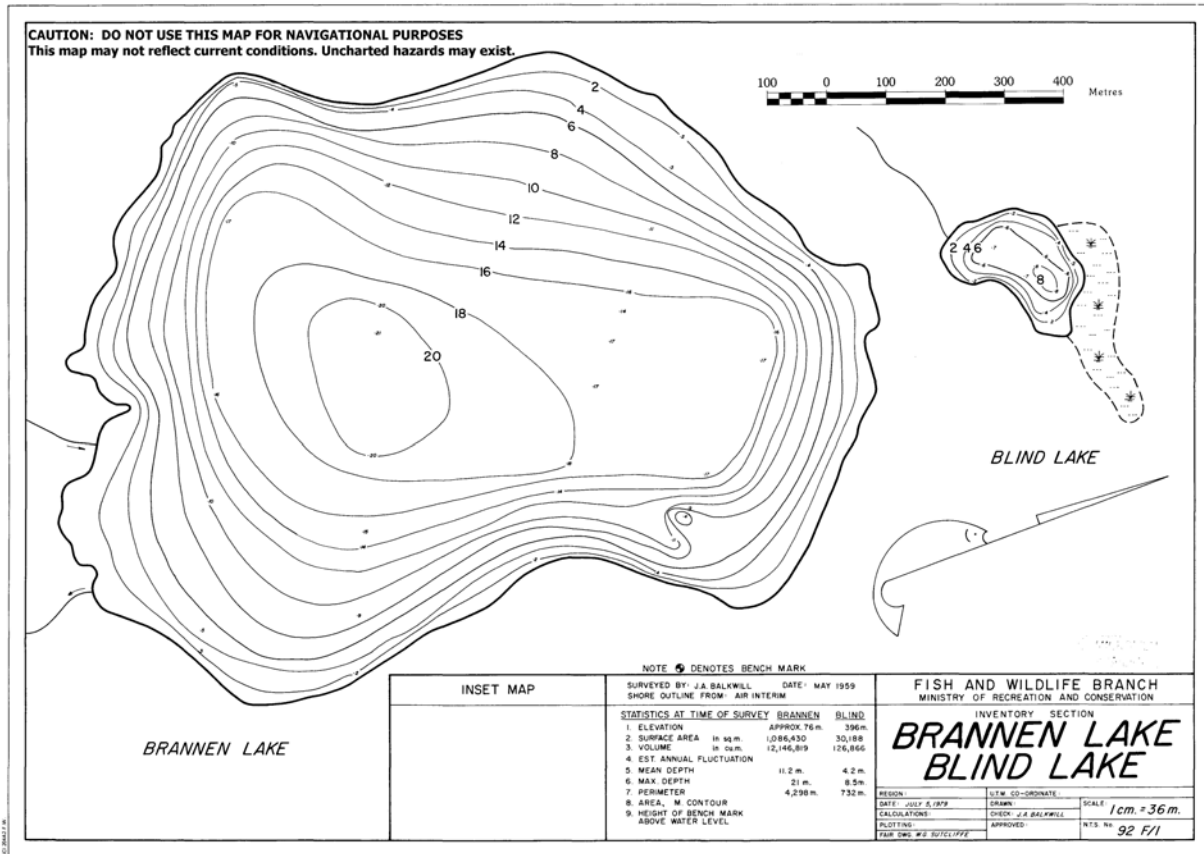 CAUTION: DO NOT USE THIS MAP FOR NAVIGATIONAL PURPOSES
This map may not reflect current conditions. Uncharted hazards may exist.
100 0 100 200 300 400
Metres
2
4
6
8
10
12
14
16
18
20
2 4 6
8
BLIND LAKE
BRANNEN LAKE
INSET MAP
NOTE DENOTES BENCH MARK
SURVEYED BY: J.A. BALKWILL DATE: MAY 1959
SHORE OUTLINE FROM: AIR INTERIM
STATISTICS AT TIME OF SURVEY BRANNEN BLIND
1. ELEVATION APPROX. 76 m. 396 m.
2. SURFACE AREA in sq.m. 1,086,430 30,188
3. VOLUME in cu.m. 12,146,819 126,866
4. EST. ANNUAL FLUCTUATION
5. MEAN DEPTH 11.2 m. 4.2 m.
6. MAX. DEPTH 21 m. 8.5 m.
7. PERIMETER 4,298 m. 732 m.
8. AREA, M. CONTOUR
9. HEIGHT OF BENCH MARK
ABOVE WATER LEVEL
FISH AND WILDLIFE BRANCH
MINISTRY OF RECREATION AND CONSERVATION
INVENTORY SECTION
BRANNEN LAKE
BLIND LAKE
REGION: U.T.M. CO-ORDINATE:
DATE: JULY 5, 1979 DRAWN: SCALE: 1 cm. = 36 m.
CALCULATIONS: CHECK: J.A. BALKWILL
PLOTTING: APPROVED: N.T.S. No. 92 F/1
FAIR DWG. W.G. SUTCLIFFE